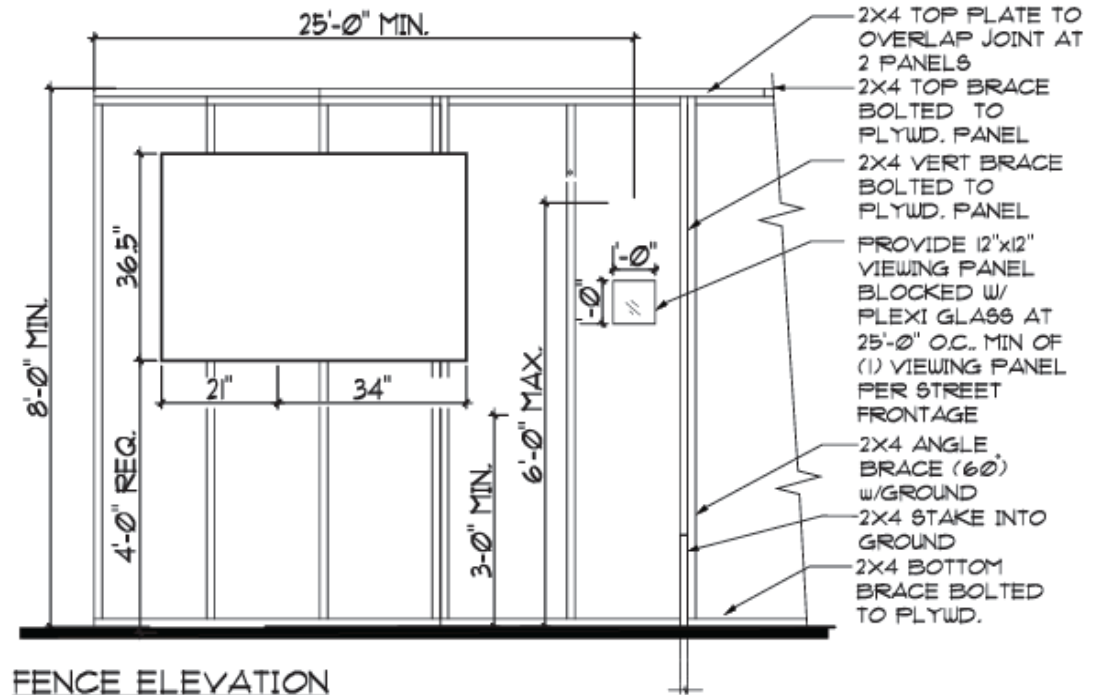 25'-0" MIN.
8'-0" MIN.
36.5"
21"
34"
4'-0" REQ.
3-0" MIN.
6'-0" MAX.
'-0"
'-0"
2X4 TOP PLATE TO
OVERLAP JOINT AT
2 PANELS
2X4 TOP BRACE
BOLTED TO
PLYWD. PANEL
2X4 VERT BRACE
BOLTED TO
PLYWD. PANEL
PROVIDE 12"x12"
VIEWING PANEL
BLOCKED W/
PLEXI GLASS AT
25'-0" O.C., MIN OF
(1) VIEWING PANEL
PER STREET
FRONTAGE
2X4 ANGLE
BRACE (60°)
w/GROUND
2X4 STAKE INTO
GROUND
2X4 BOTTOM
BRACE BOLTED
TO PLYWD.
FENCE ELEVATION